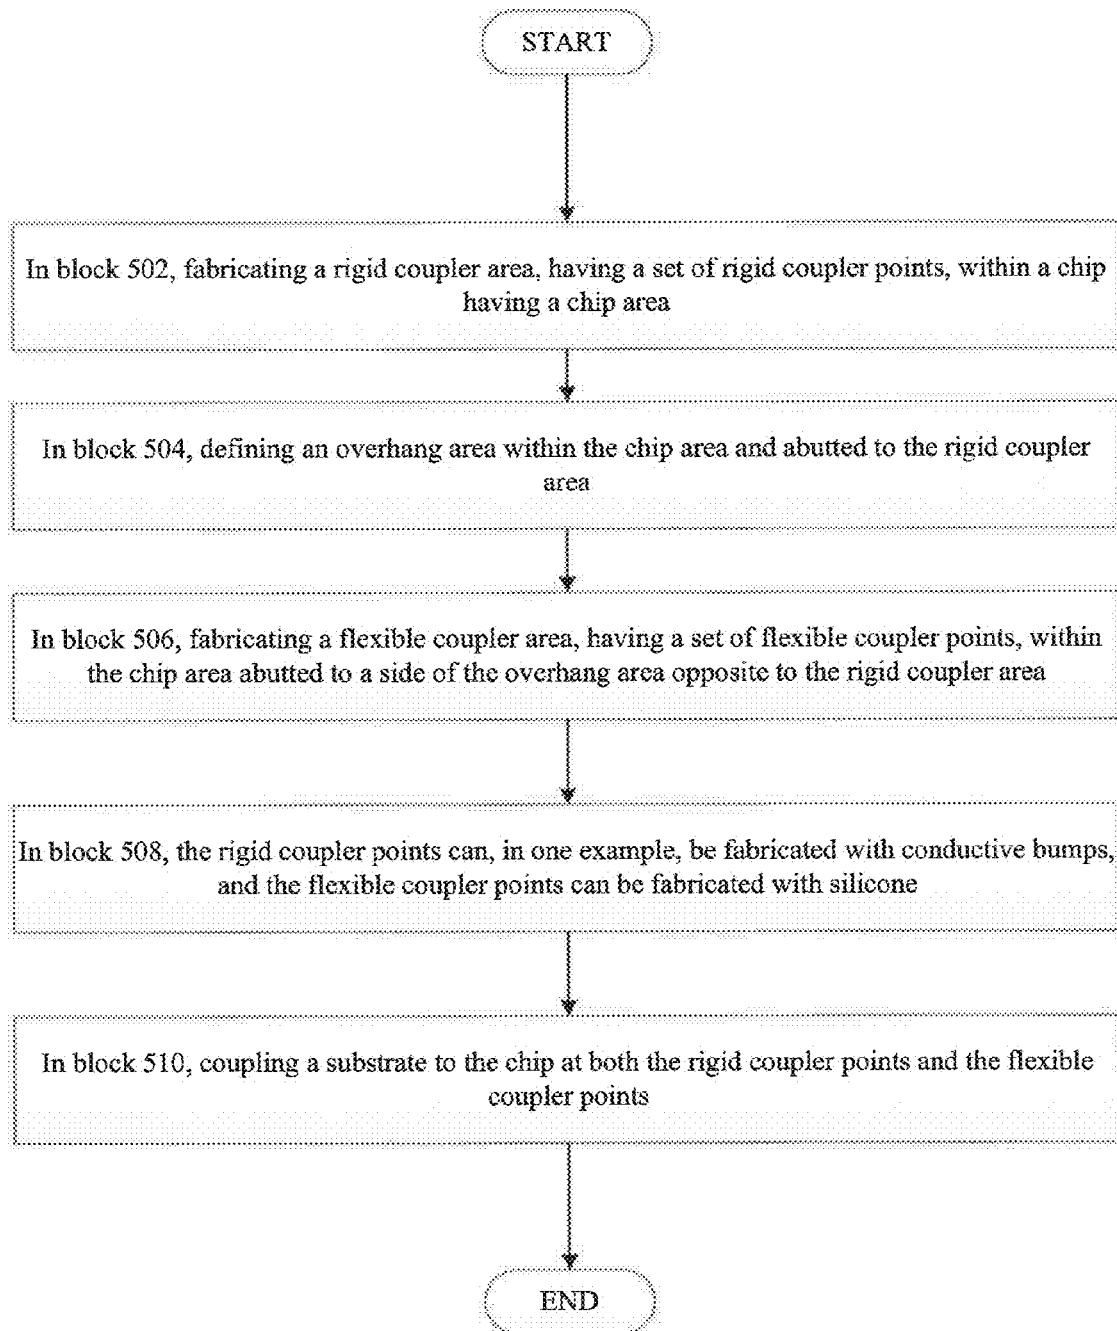 START
In block 502, fabricating a rigid coupler area, having a set of rigid coupler points, within a chip
having a chip area
In block 504, defining an overhang area within the chip area and abutted to the rigid coupler
area
In block 506, fabricating a flexible coupler area, having a set of flexible coupler points, within
the chip area abutted to a side of the overhang area opposite to the rigid coupler area
In block 508, the rigid coupler points can, in one example, be fabricated with conductive bumps,
and the flexible coupler points can be fabricated with silicone
In block 510, coupling a substrate to the chip at both the rigid coupler points and the flexible
coupler points
END